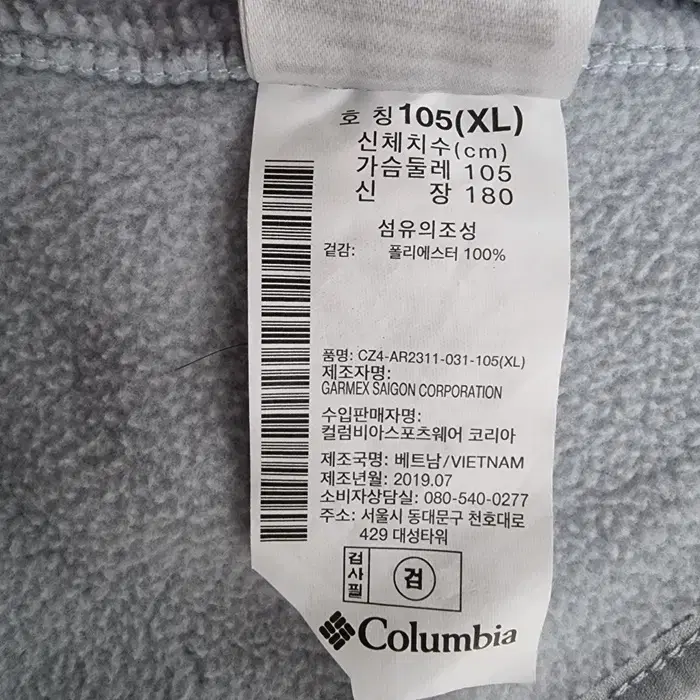 호 칭 105(XL)
신체치수(cm)
가슴둘레 105
신 장 180
섬유의조성
겉감: 폴리에스터 100%
품명: CZ4-AR2311-031-105(XL)
제조자명:
GARMEX SAIGON CORPORATION
수입판매자명:
컬럼비아스포츠웨어 코리아
제조국명: 베트남/VIETNAM
제조년월: 2019.07
소비자상담실: 080-540-0277
주소: 서울시 동대문구 천호대로
429 대성타워
검사필 검
Columbia